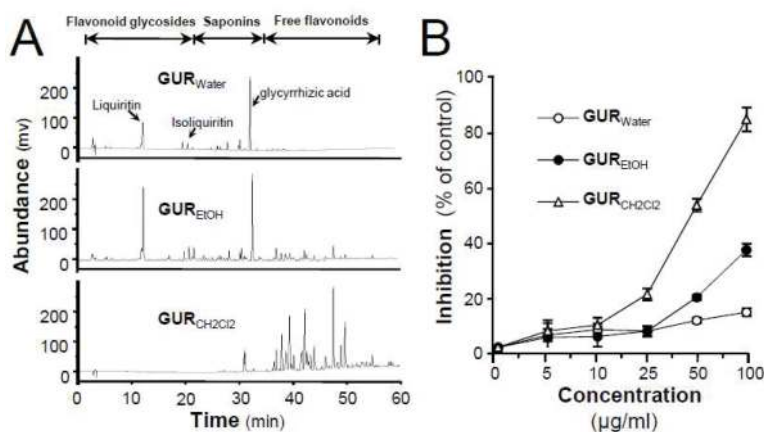 A
Flavonoid glycosides Saponins Free flavonoids
GURWater
Liquiritin
Isoliquiritin
glycyrrhizic acid
200
100
0
GUREtOH
200
100
0
GURCH2Cl2
200
100
0
Abundance (mv)
0 10 20 30 40 50 60
Time (min)
B
100
80
60
40
20
0
Inhibition (% of control)
GURWater
GUREtOH
GURCH2Cl2
0 5 10 25 50 100
Concentration
(µg/ml)